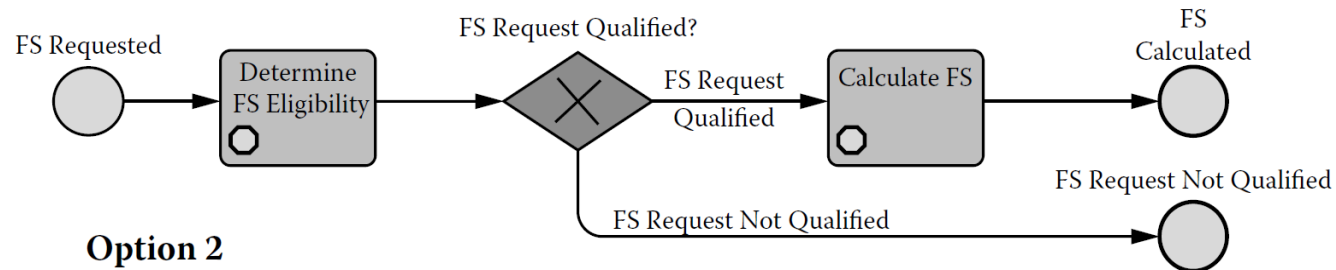 FS Requested
Determine
FS Eligibility
FS Request Qualified?
FS Request
Qualified
Calculate FS
FS
Calculated
FS Request Not Qualified
FS Request Not Qualified
Option 2